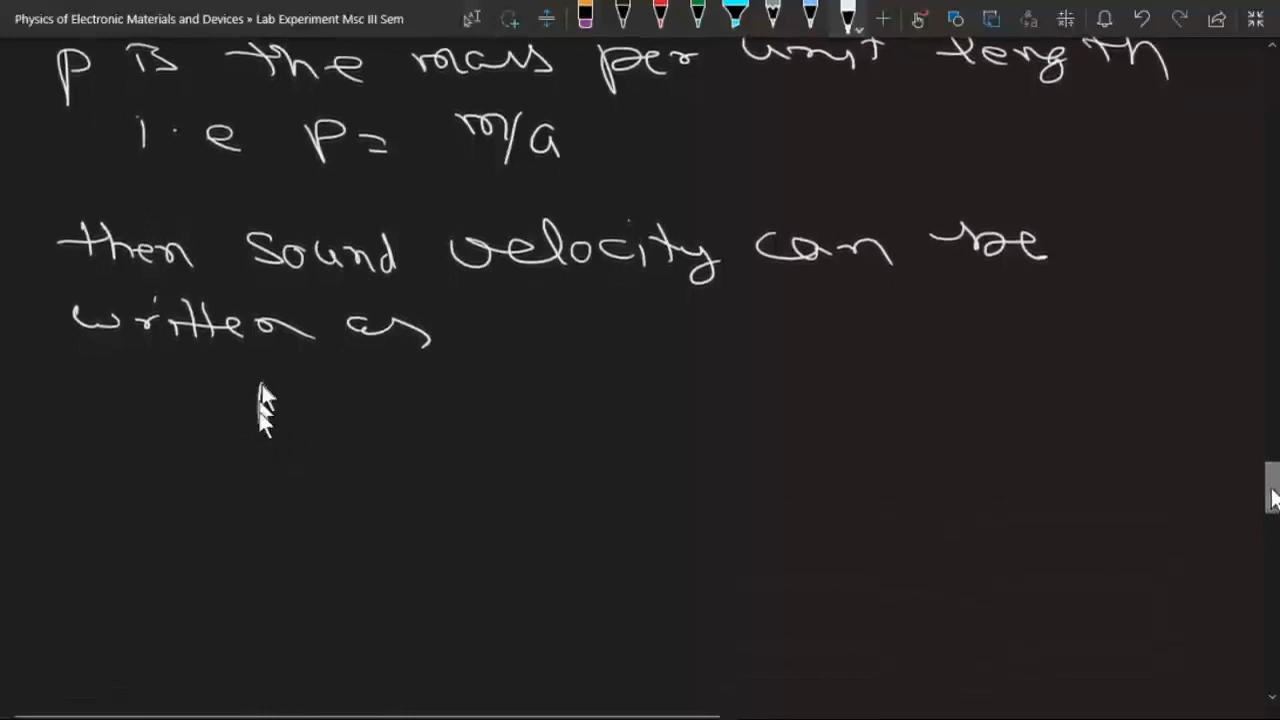 Physics of Electronic Materials and Devices » Lab Experiment Msc III Sem
ρ is the mass per unit length
i.e ρ = m/a
then sound velocity can be
written as